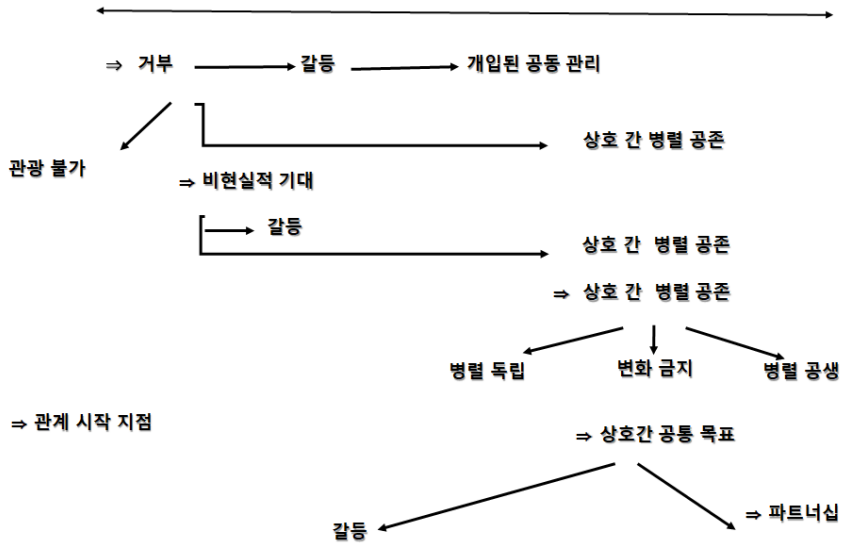 ⇒ 거부 갈등 개입된 공동 관리
상호 간 병렬 공존
관광 불가
⇒ 비현실적 기대
갈등
상호 간 병렬 공존
⇒ 상호 간 병렬 공존
병렬 독립 변화 금지 병렬 공생
⇒ 관계 시작 지점
⇒ 상호간 공통 목표
⇒ 파트너십
갈등